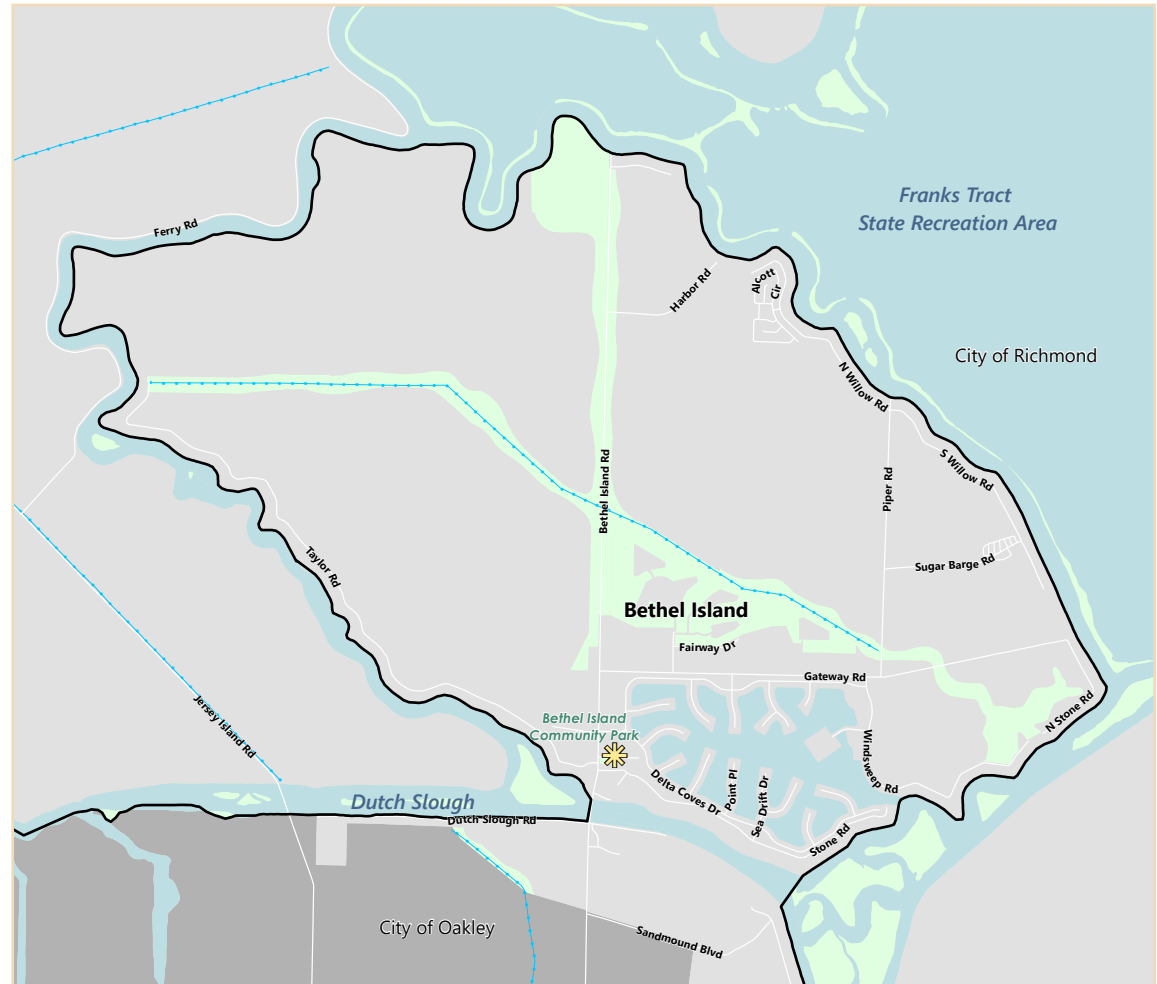 Franks Tract
State Recreation Area
Ferry Rd
Harbor Rd
Alcott
Cir
City of Richmond
N Willow Rd
S Willow Rd
Bethel Island Rd
Piper Rd
Taylor Rd
Sugar Barge Rd
Bethel Island
Fairway Dr
Gateway Rd
Jersey Island Rd
Bethel Island
Community Park
N Stone Rd
Windsweep Rd
Delta Coves Dr
Point Pl
Sea Drift Dr
Dutch Slough
Dutch Slough Rd
Stone Rd
City of Oakley
Sandmound Blvd